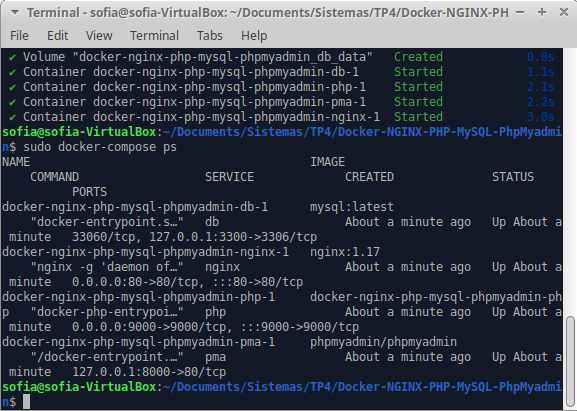 Terminal - sofia@sofia-VirtualBox:~/Documents/Sistemas/TP4/Docker-NGINX-PH
File Edit View Terminal Tabs Help
✔ Volume "docker-nginx-php-mysql-phpmyadmin_db_data" Created 0.0s
✔ Container docker-nginx-php-mysql-phpmyadmin-db-1 Started 1.1s
✔ Container docker-nginx-php-mysql-phpmyadmin-php-1 Started 2.1s
✔ Container docker-nginx-php-mysql-phpmyadmin-pma-1 Started 2.2s
✔ Container docker-nginx-php-mysql-phpmyadmin-nginx-1 Started 3.0s
sofia@sofia-VirtualBox:~/Documents/Sistemas/TP4/Docker-NGINX-PHP-MySQL-PhpMyadmi
n$ sudo docker-compose ps
NAME IMAGE
COMMAND SERVICE CREATED STATUS
PORTS
docker-nginx-php-mysql-phpmyadmin-db-1 mysql:latest
"docker-entrypoint.s…" db About a minute ago Up About a
minute 33060/tcp, 127.0.0.1:3300->3306/tcp
docker-nginx-php-mysql-phpmyadmin-nginx-1 nginx:1.17
"nginx -g 'daemon of…" nginx About a minute ago Up About a
minute 0.0.0.0:80->80/tcp, :::80->80/tcp
docker-nginx-php-mysql-phpmyadmin-php-1 docker-nginx-php-mysql-phpmyadmin-ph
p "docker-php-entrypoi…" php About a minute ago Up About a
minute 0.0.0.0:9000->9000/tcp, :::9000->9000/tcp
docker-nginx-php-mysql-phpmyadmin-pma-1 phpmyadmin/phpmyadmin
"/docker-entrypoint.…" pma About a minute ago Up About a
minute 127.0.0.1:8000->80/tcp
sofia@sofia-VirtualBox:~/Documents/Sistemas/TP4/Docker-NGINX-PHP-MySQL-PhpMyadmi
n$